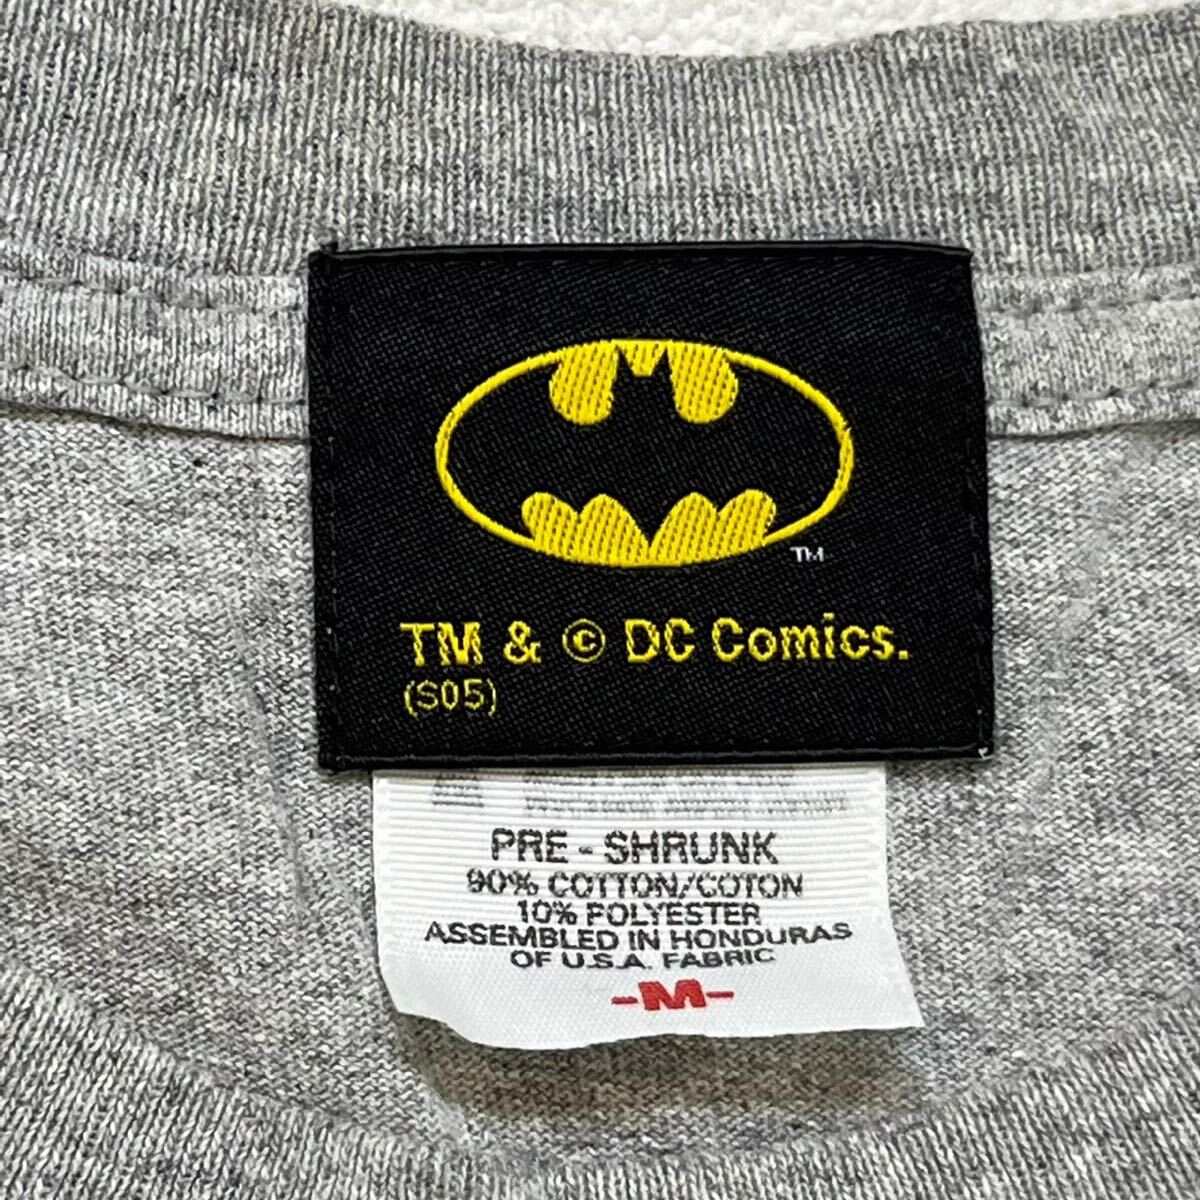 TM
TM & © DC Comics.
(S05)
PRE - SHRUNK
90% COTTON/COTON
10% POLYESTER
ASSEMBLED IN HONDURAS
OF U.S.A. FABRIC
-M-